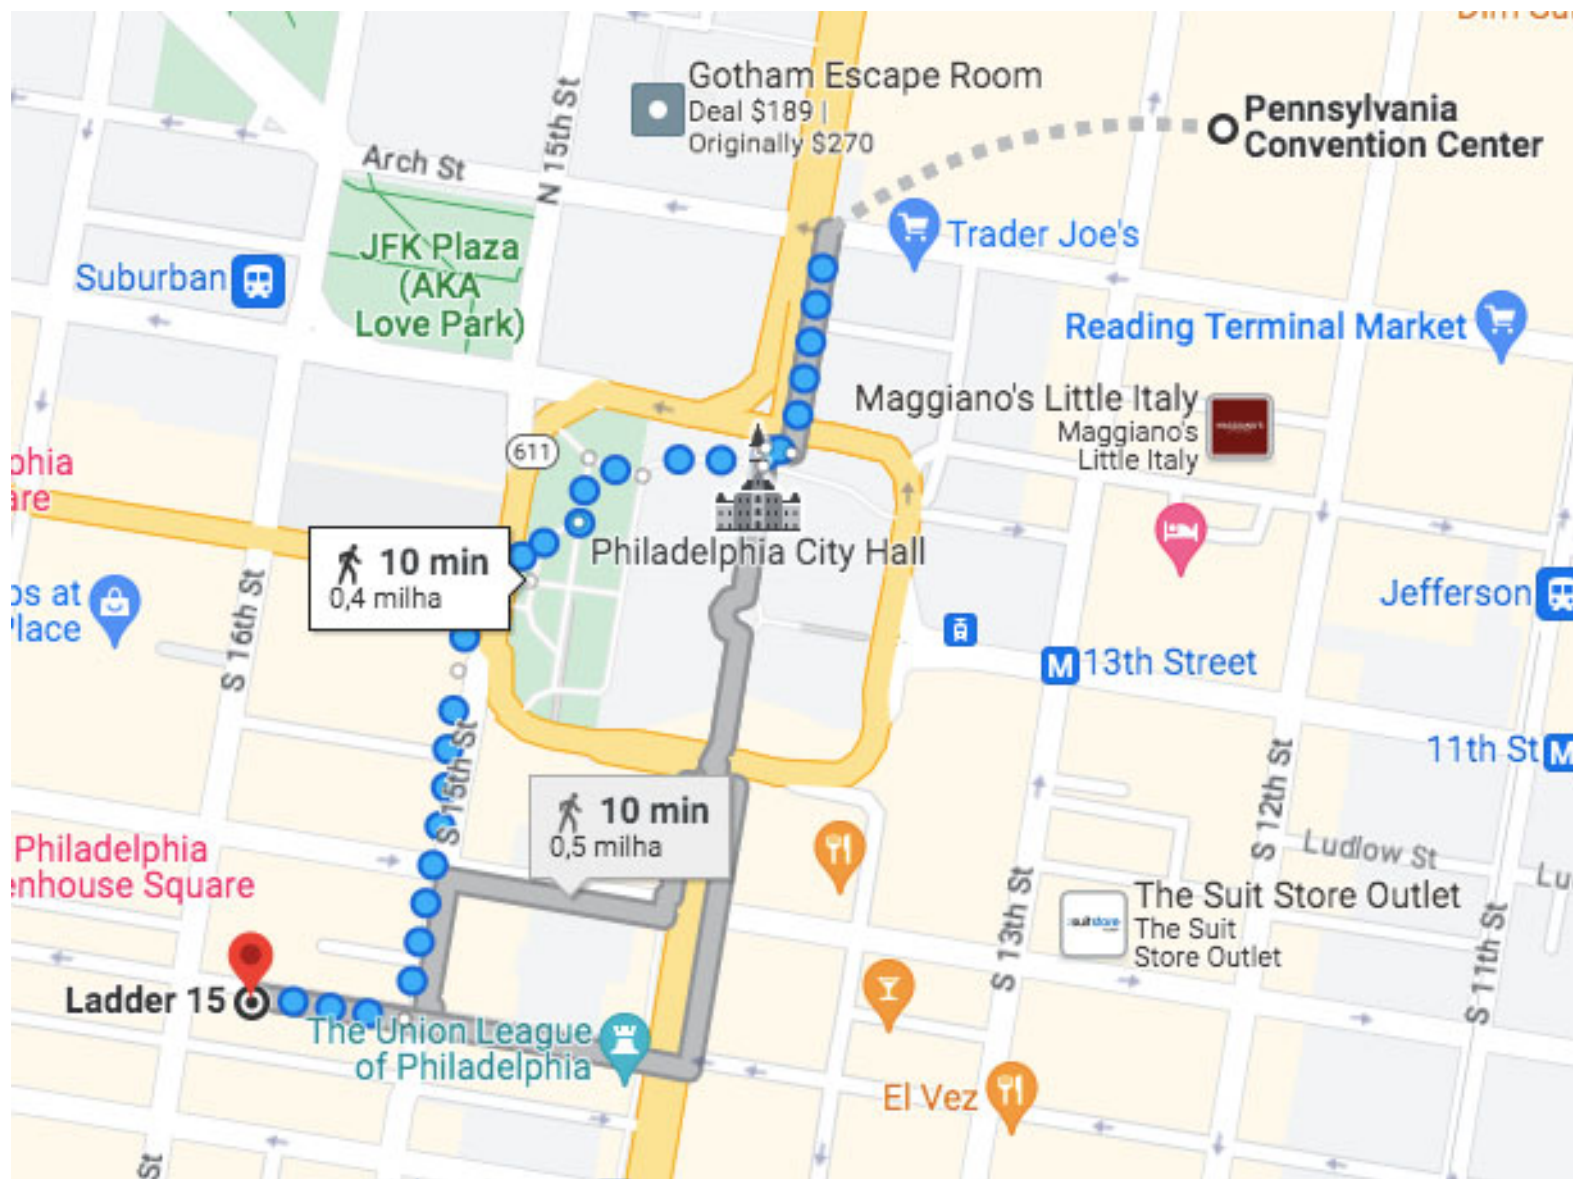 Gotham Escape Room
Deal $189 |
Originally $270
Pennsylvania
Convention Center
N 15th St
Arch St
Trader Joe's
JFK Plaza
(AKA
Love Park)
Suburban
Reading Terminal Market
Maggiano's Little Italy
Maggiano's
Little Italy
611
phia
are
10 min
0,4 milha
Philadelphia City Hall
Jefferson
os at
Place
S 16th St
M 13th Street
11th St M
S 15th St
10 min
0,5 milha
S 12th St
Ludlow St
Lu
Philadelphia
enhouse Square
S 13th St
The Suit Store Outlet
The Suit
Store Outlet
S 11th St
Ladder 15
The Union League
of Philadelphia
El Vez
St